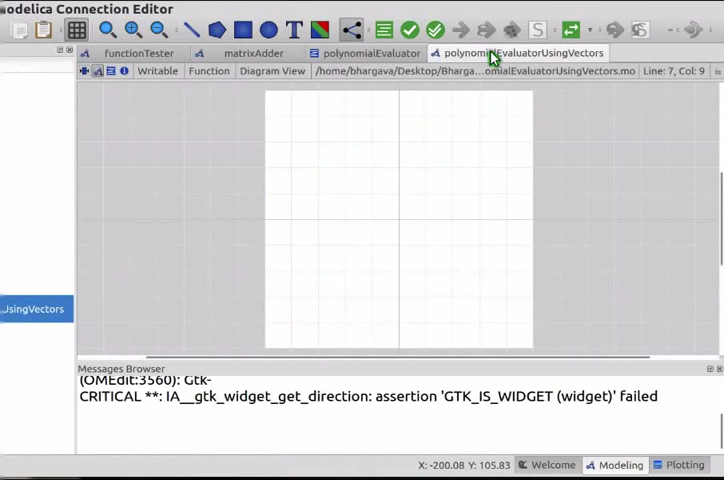 odelica Connection Editor
T
S
functionTester
matrixAdder
polynomialEvaluator
polynomialEvaluatorUsingVectors
Writable
Function
Diagram View
/home/bhargava/Desktop/Bharga...omialEvaluatorUsingVectors.mo
Line: 7, Col: 9
UsingVectors
Messages Browser
(OMEdit:3560): Gtk-
CRITICAL **: IA__gtk_widget_get_direction: assertion 'GTK_IS_WIDGET (widget)' failed
X: -200.08 Y: 105.83
Welcome
Modeling
Plotting